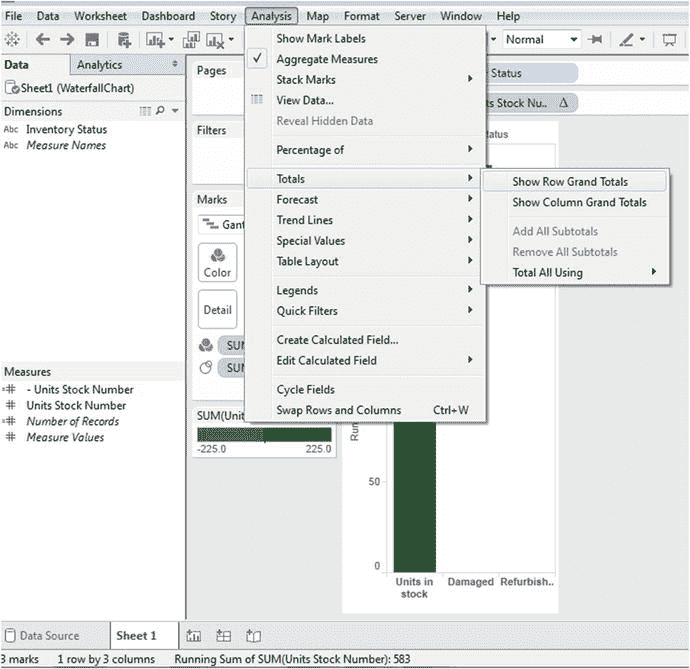 File Data Worksheet Dashboard Story Analysis Map Format Server Window Help
Normal
Data Analytics
Sheet1 (WaterfallChart)
Dimensions
Abc Inventory Status
Abc Measure Names
Measures
- Units Stock Number
Units Stock Number
Number of Records
Measure Values
Pages
Filters
Marks
Color
Detail
SUM(Unit
-225.0 225.0
Show Mark Labels
Aggregate Measures
Stack Marks
View Data...
Reveal Hidden Data
Percentage of
Totals
Forecast
Trend Lines
Special Values
Table Layout
Legends
Quick Filters
Create Calculated Field...
Edit Calculated Field
Cycle Fields
Swap Rows and Columns Ctrl+W
Show Row Grand Totals
Show Column Grand Totals
Add All Subtotals
Remove All Subtotals
Total All Using
Status
Stock Nu..
50
0
Units in
stock
Damaged
Refurbish..
Data Source Sheet 1
3 marks 1 row by 3 columns Running Sum of SUM(Units Stock Number): 583